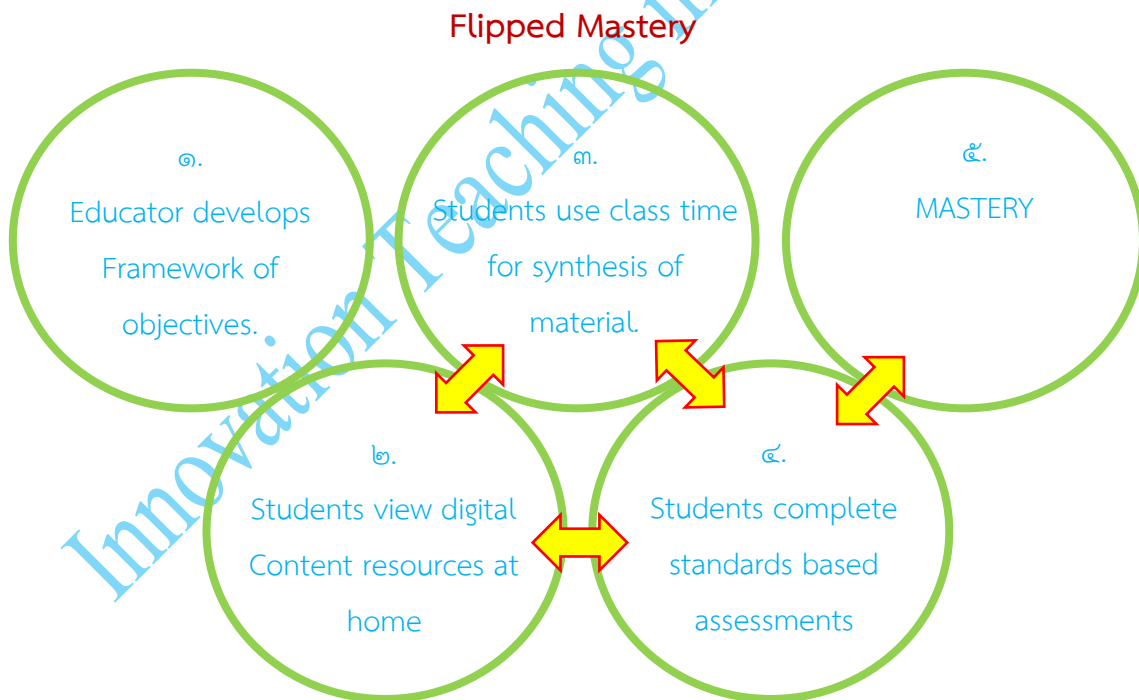 Flipped Mastery
๑.
Educator develops
Framework of
objectives.
๓.
Students use class time
for synthesis of
material.
๕.
MASTERY
๒.
Students view digital
Content resources at
home
๔.
Students complete
standards based
assessments
Innovation Teaching